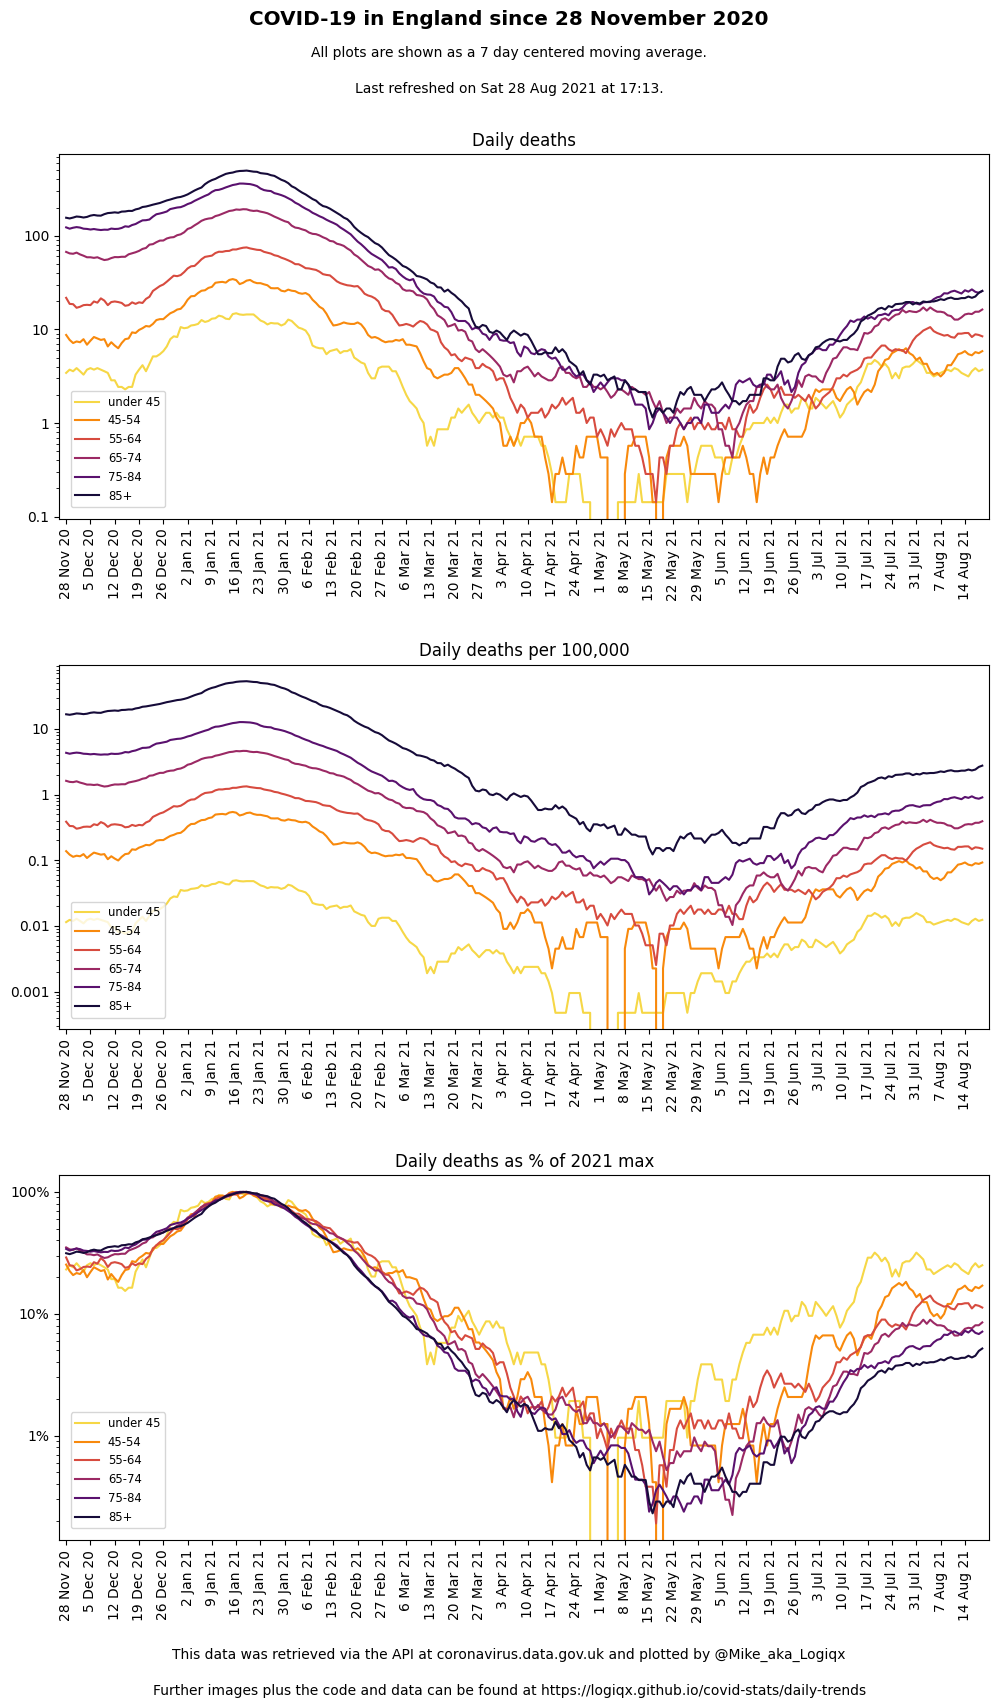 COVID-19 in England since 28 November 2020
All plots are shown as a 7 day centered moving average.
Last refreshed on Sat 28 Aug 2021 at 17:13.
Daily deaths
100
10
1
0.1
under 45
45-54
55-64
65-74
75-84
85+
28 Nov 20
5 Dec 20
12 Dec 20
19 Dec 20
26 Dec 20
2 Jan 21
9 Jan 21
16 Jan 21
23 Jan 21
30 Jan 21
6 Feb 21
13 Feb 21
20 Feb 21
27 Feb 21
6 Mar 21
13 Mar 21
20 Mar 21
27 Mar 21
3 Apr 21
10 Apr 21
17 Apr 21
24 Apr 21
1 May 21
8 May 21
15 May 21
22 May 21
29 May 21
5 Jun 21
12 Jun 21
19 Jun 21
26 Jun 21
3 Jul 21
10 Jul 21
17 Jul 21
24 Jul 21
31 Jul 21
7 Aug 21
14 Aug 21
Daily deaths per 100,000
10
1
0.1
0.01
0.001
under 45
45-54
55-64
65-74
75-84
85+
28 Nov 20
5 Dec 20
12 Dec 20
19 Dec 20
26 Dec 20
2 Jan 21
9 Jan 21
16 Jan 21
23 Jan 21
30 Jan 21
6 Feb 21
13 Feb 21
20 Feb 21
27 Feb 21
6 Mar 21
13 Mar 21
20 Mar 21
27 Mar 21
3 Apr 21
10 Apr 21
17 Apr 21
24 Apr 21
1 May 21
8 May 21
15 May 21
22 May 21
29 May 21
5 Jun 21
12 Jun 21
19 Jun 21
26 Jun 21
3 Jul 21
10 Jul 21
17 Jul 21
24 Jul 21
31 Jul 21
7 Aug 21
14 Aug 21
Daily deaths as % of 2021 max
100%
10%
1%
under 45
45-54
55-64
65-74
75-84
85+
28 Nov 20
5 Dec 20
12 Dec 20
19 Dec 20
26 Dec 20
2 Jan 21
9 Jan 21
16 Jan 21
23 Jan 21
30 Jan 21
6 Feb 21
13 Feb 21
20 Feb 21
27 Feb 21
6 Mar 21
13 Mar 21
20 Mar 21
27 Mar 21
3 Apr 21
10 Apr 21
17 Apr 21
24 Apr 21
1 May 21
8 May 21
15 May 21
22 May 21
29 May 21
5 Jun 21
12 Jun 21
19 Jun 21
26 Jun 21
3 Jul 21
10 Jul 21
17 Jul 21
24 Jul 21
31 Jul 21
7 Aug 21
14 Aug 21
This data was retrieved via the API at coronavirus.data.gov.uk and plotted by @Mike_aka_Logiqx
Further images plus the code and data can be found at https://logiqx.github.io/covid-stats/daily-trends